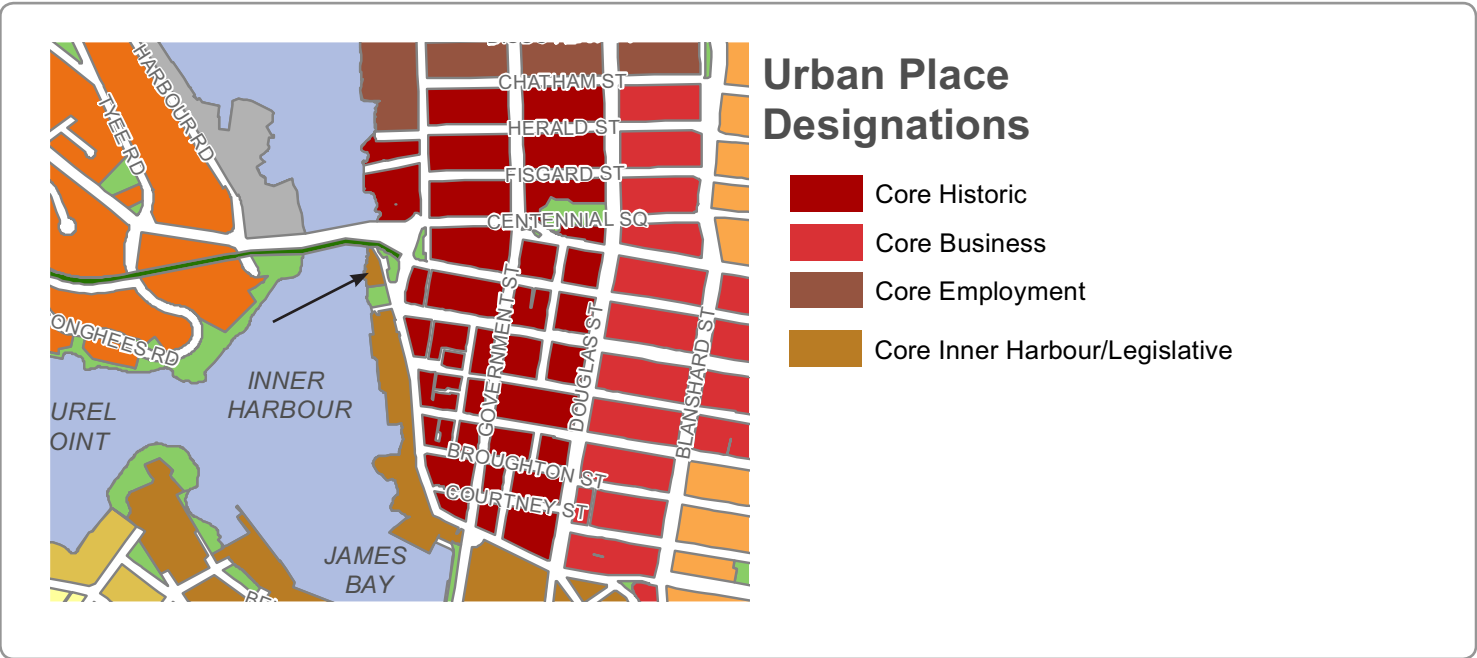 Urban Place
Designations
Core Historic
Core Business
Core Employment
Core Inner Harbour/Legislative
CHATHAM ST
HERALD ST
FISGARD ST
CENTENNIAL SQ
HARBOUR RD
TYEE RD
ONGHEES RD
GOVERNMENT ST
DOUGLAS ST
BLANSHARD ST
INNER
HARBOUR
UREL
OINT
BROUGHTON ST
COURTNEY ST
JAMES
BAY